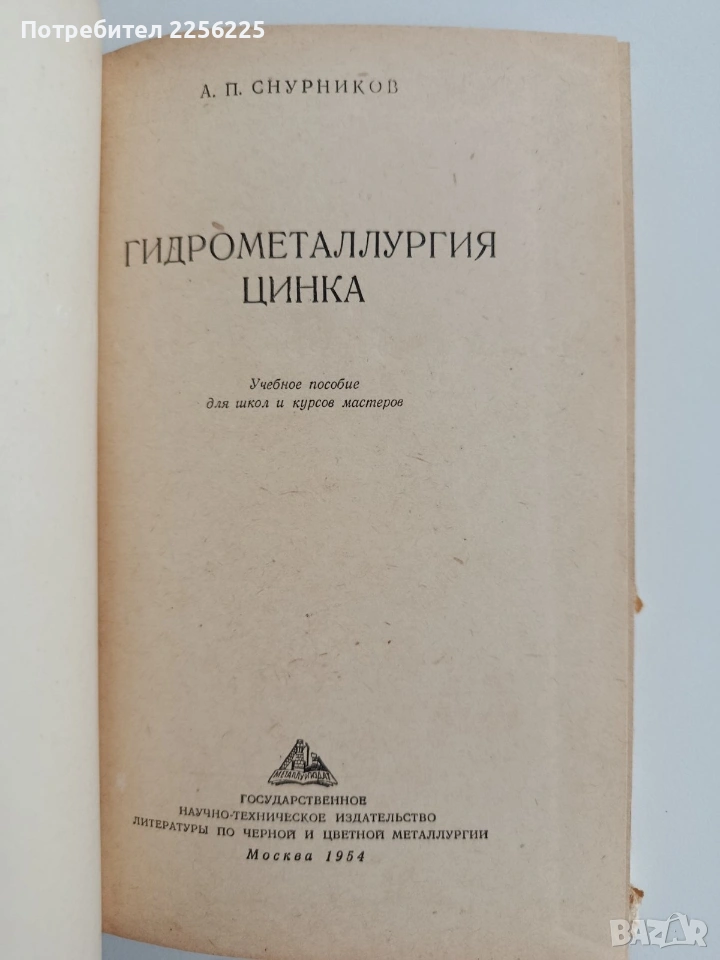 Потребител 2256225
А. П. СНУРНИКОВ
ГИДРОМЕТАЛЛУРГИЯ
ЦИНКА
Учебное пособие
для школ и курсов мастеров
МЕТАЛЛУРГИЗДАТ
ГОСУДАРСТВЕННОЕ
НАУЧНО-ТЕХНИЧЕСКОЕ ИЗДАТЕЛЬСТВО
ЛИТЕРАТУРЫ ПО ЧЕРНОЙ И ЦВЕТНОЙ МЕТАЛЛУРГИИ
Москва 1954
BAZAR